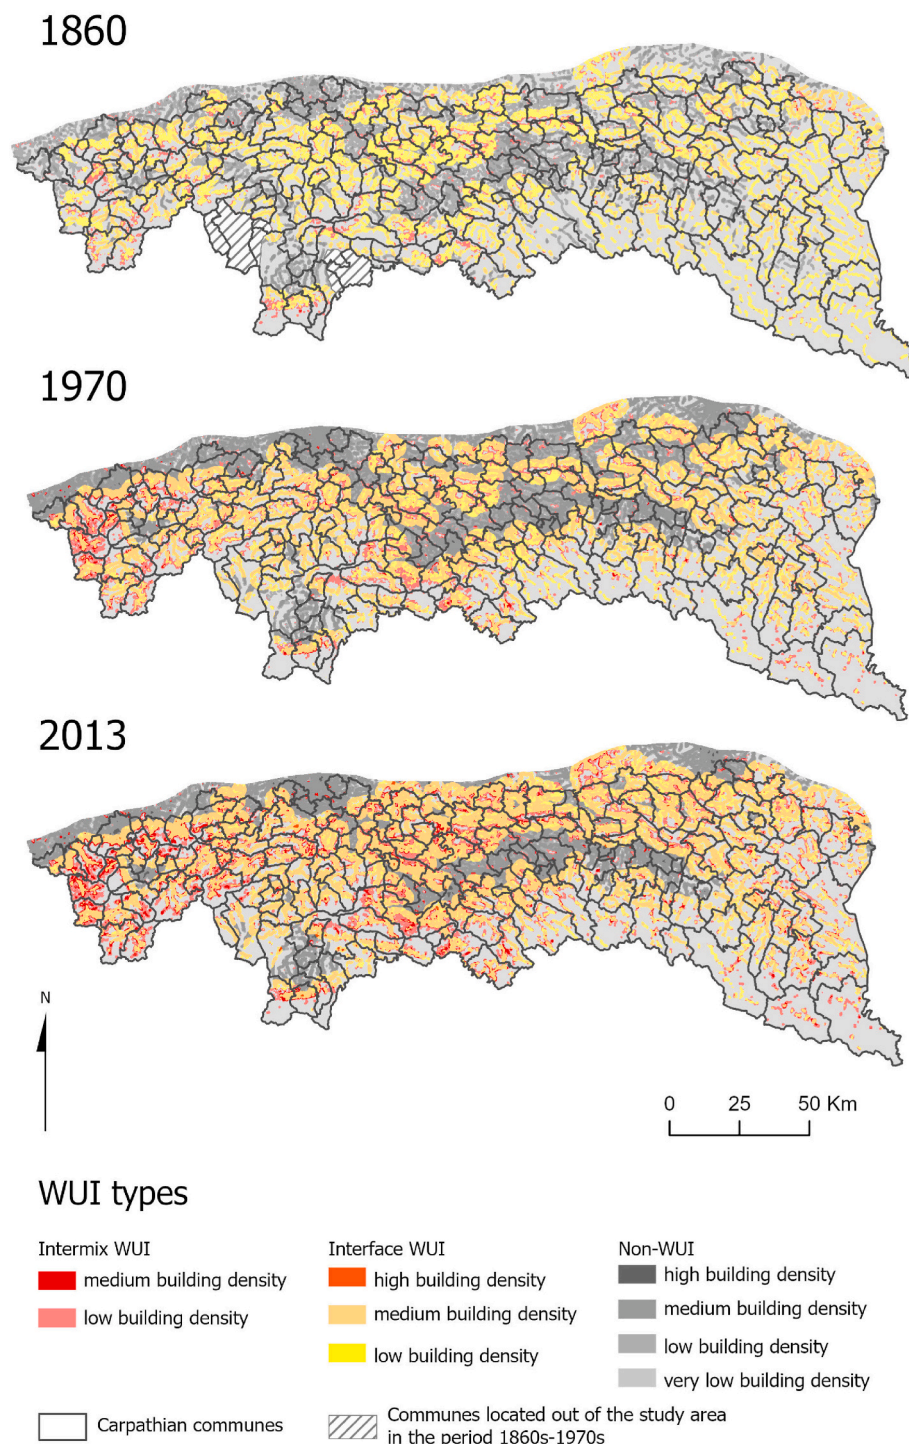 1860
1970
2013
N
0 25 50 Km
WUI types
Intermix WUI
medium building density
low building density
Interface WUI
high building density
medium building density
low building density
Non-WUI
high building density
medium building density
low building density
very low building density
Carpathian communes
Communes located out of the study area
in the period 1860s-1970s